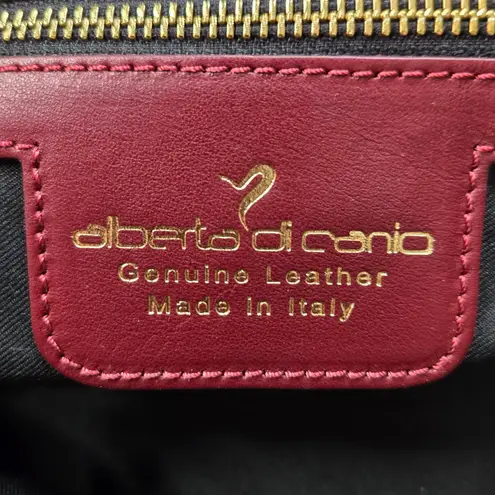 alberta di canio
Genuine Leather
Made in Italy